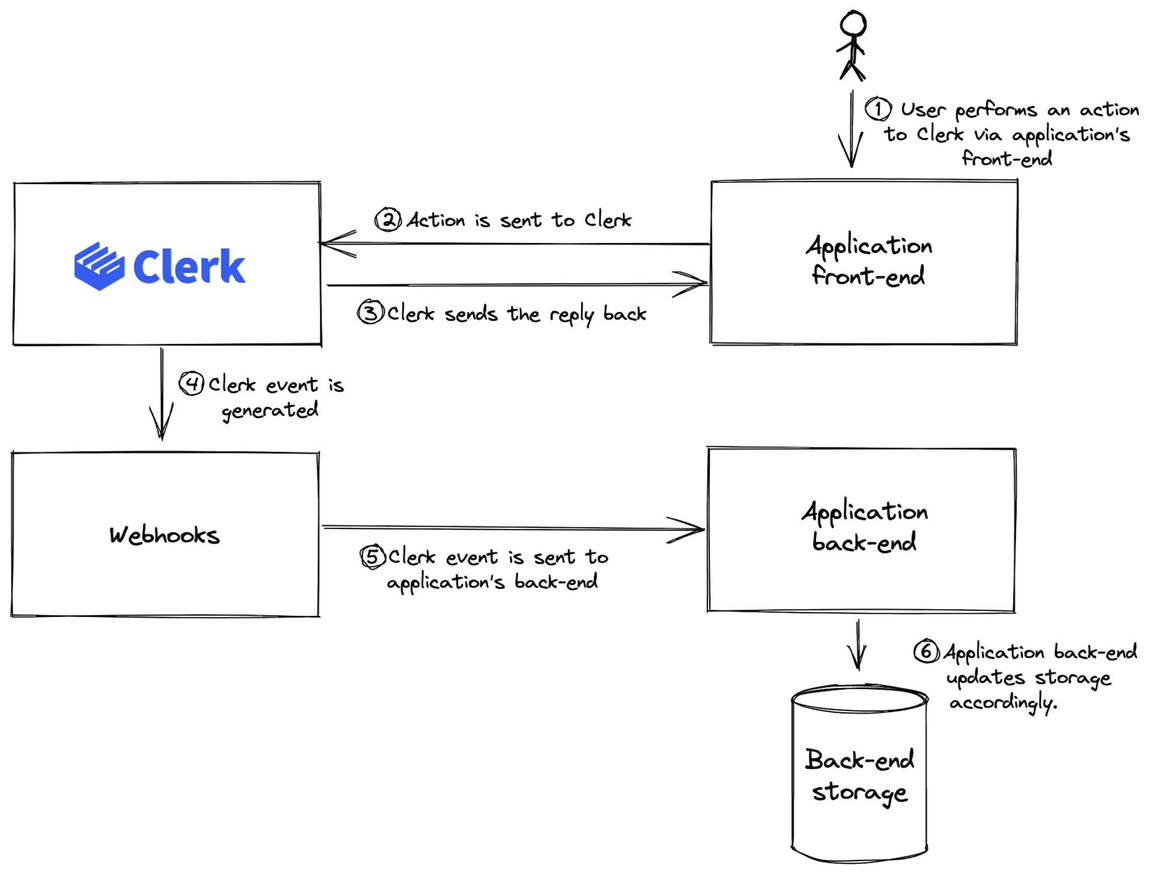 ① User performs an action
to Clerk via application's
front-end
② Action is sent to Clerk
Clerk
Application
front-end
③ Clerk sends the reply back
④ Clerk event is
generated
Webhooks
Application
back-end
⑤ Clerk event is sent to
application's back-end
⑥ Application back-end
updates storage
accordingly.
Back-end
storage